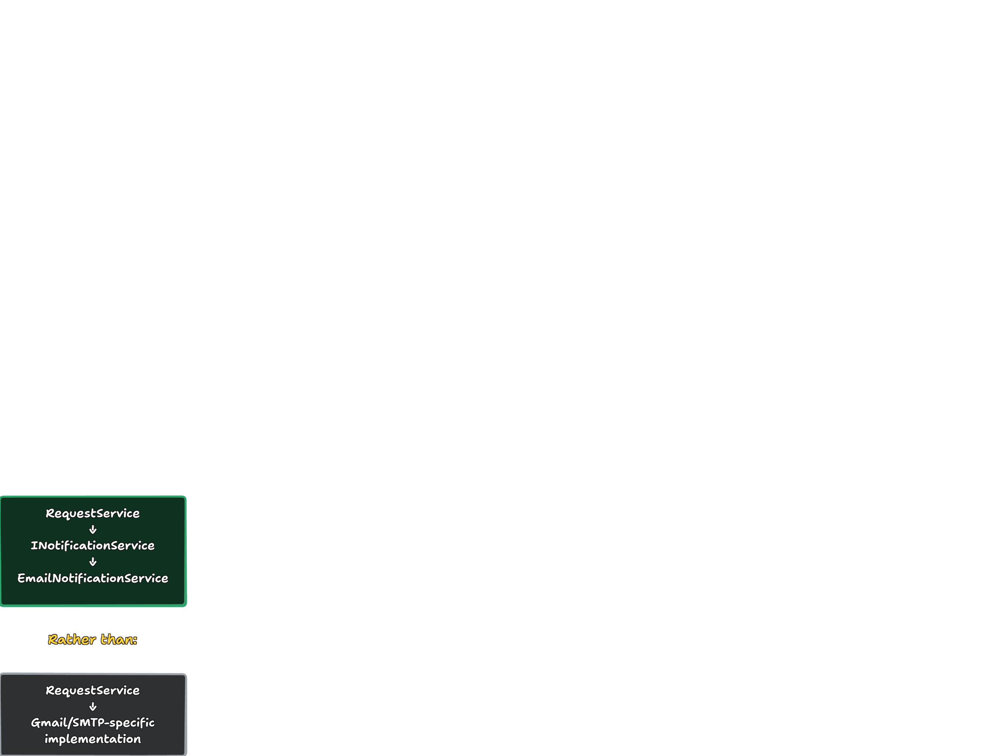 RequestService
↓
INotificationService
↓
EmailNotificationService
Rather than:
RequestService
↓
Gmail/SMTP-specific
implementation